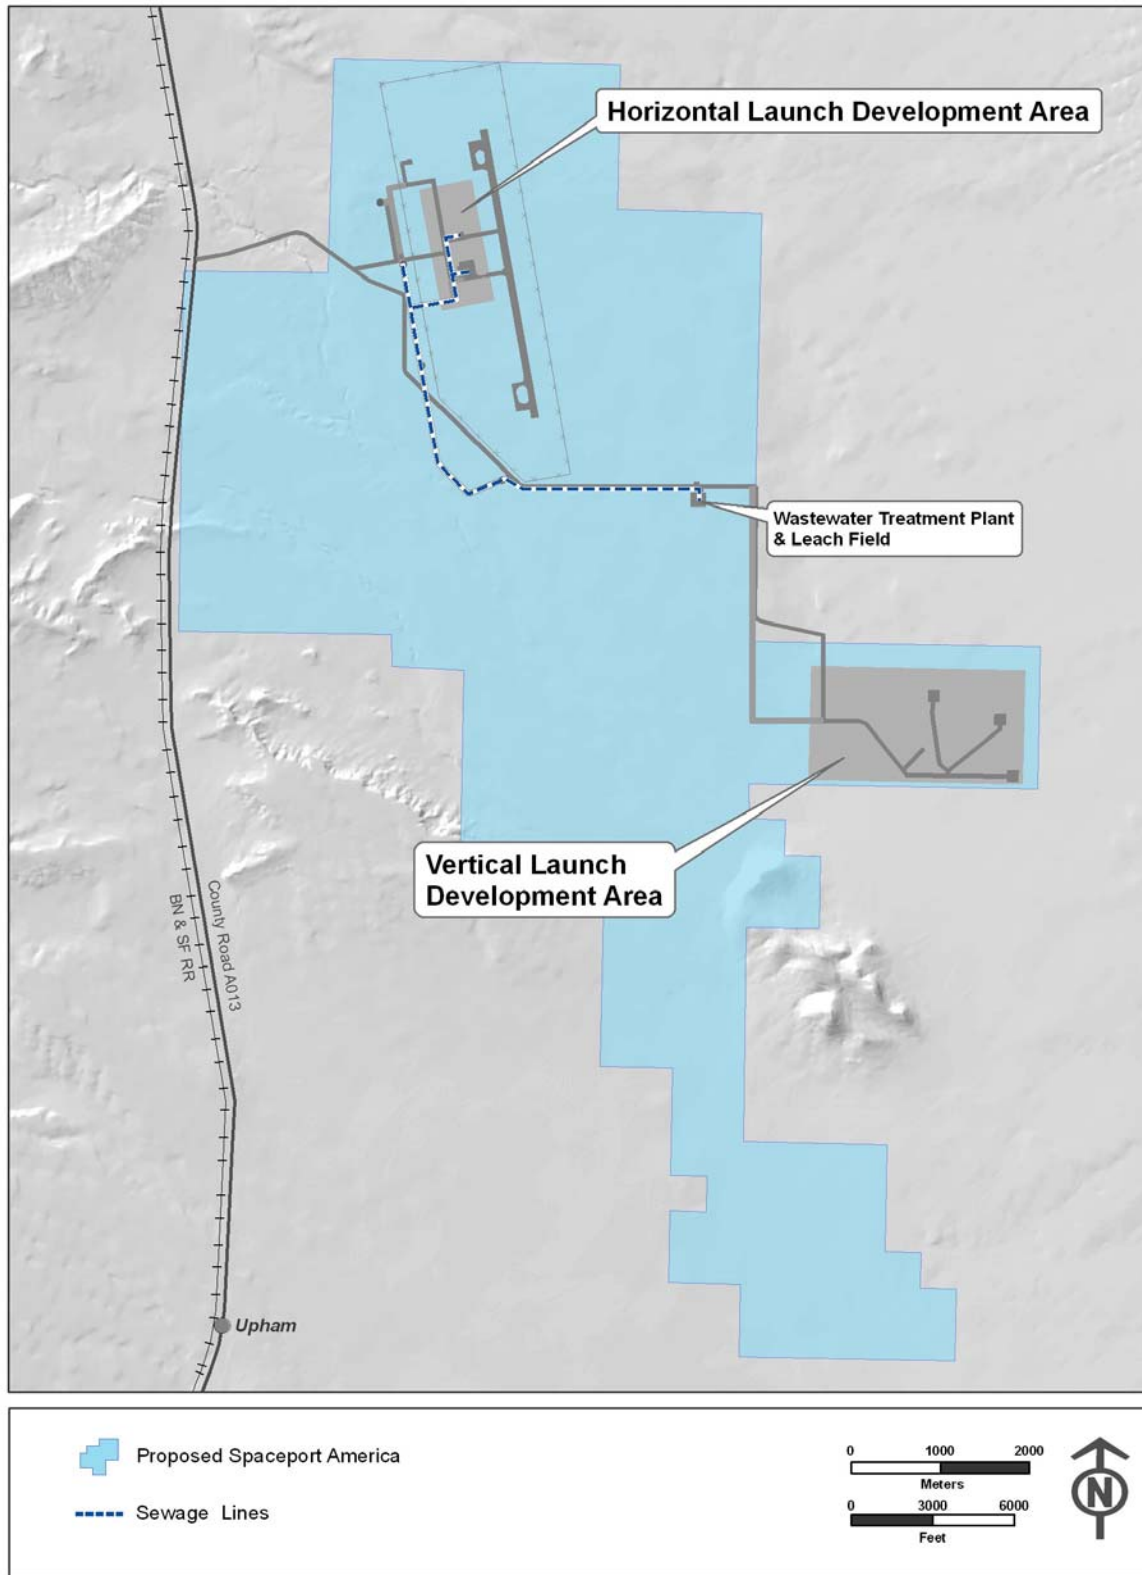 Horizontal Launch Development Area
Wastewater Treatment Plant
& Leach Field
Vertical Launch
Development Area
County Road A013
BN & SF RR
Upham
Proposed Spaceport America
Sewage Lines
0 1000 2000
Meters
0 3000 6000
Feet
N